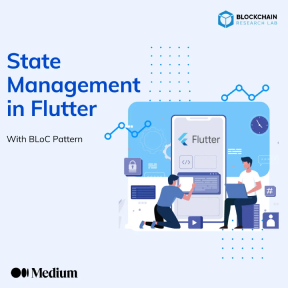 BLOCKCHAIN
RESEARCH LAB
State
Management
in Flutter
With BLoC Pattern
Flutter
</>
#
Medium